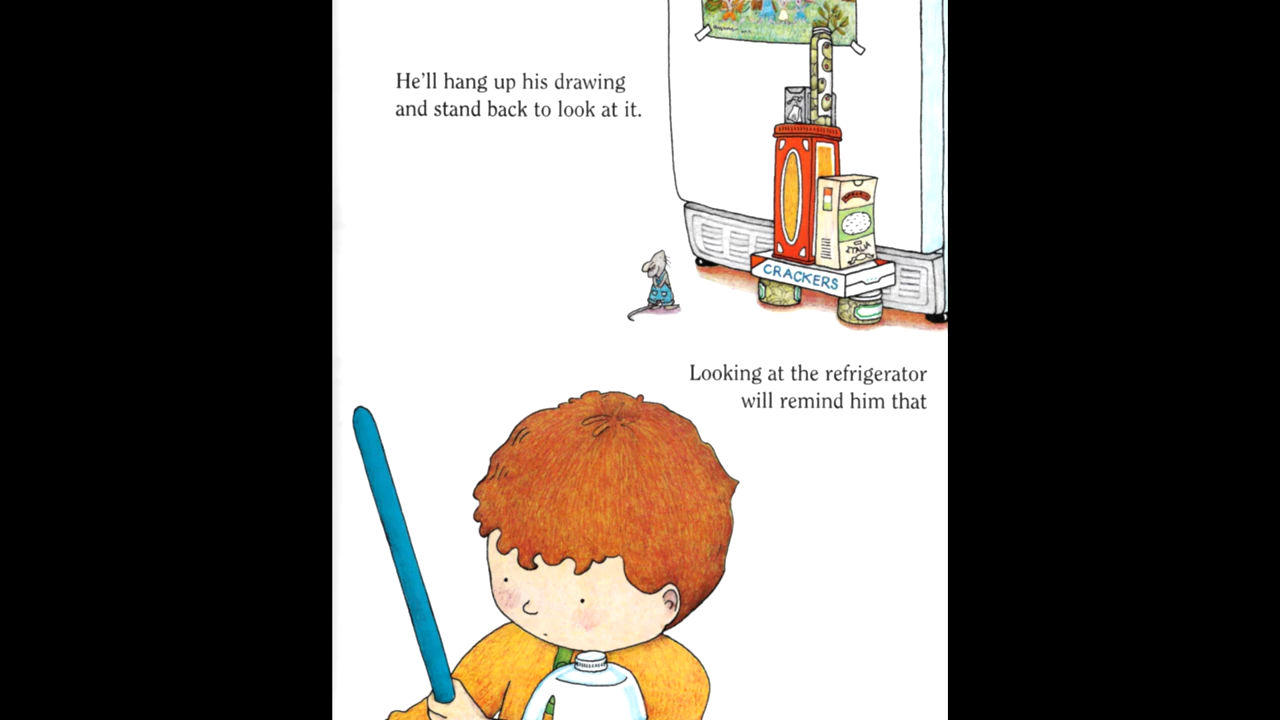 He'll hang up his drawing
and stand back to look at it.
CRACKERS
Looking at the refrigerator
will remind him that